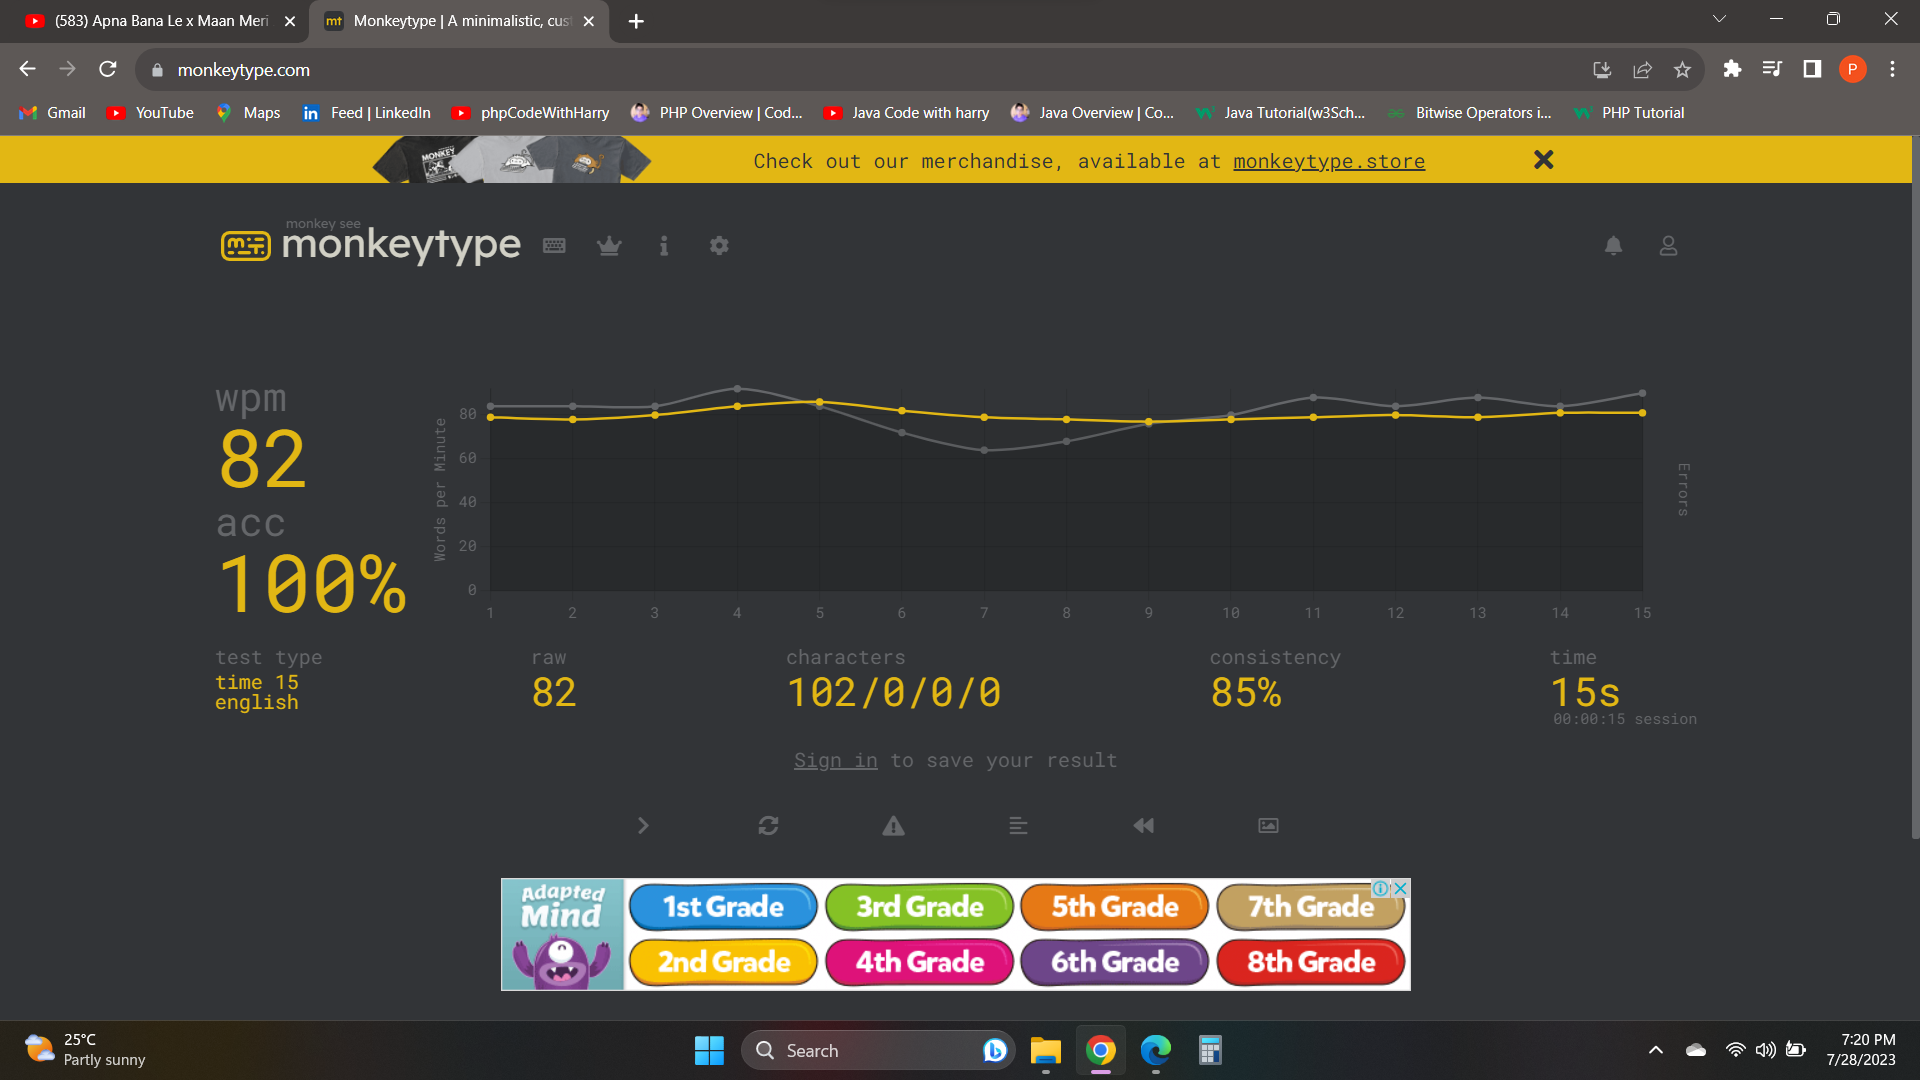 (583) Apna Bana Le x Maan Meri
mt Monkeytype | A minimalistic, cust
monkeytype.com
P
Gmail YouTube Maps Feed | LinkedIn phpCodeWithHarry PHP Overview | Cod... Java Code with harry Java Overview | Co... Java Tutorial(w3Sch... Bitwise Operators i... PHP Tutorial
MONKEY
Check out our merchandise, available at monkeytype.store
monkey see
monkeytype
wpm
82
acc
100%
Words per Minute
80
60
40
20
0
1 2 3 4 5 6 7 8 9 10 11 12 13 14 15
Errors
test type
time 15
english
raw
82
characters
102/0/0/0
consistency
85%
time
15s
00:00:15 session
Sign in to save your result
Adapted
Mind
1st Grade 3rd Grade 5th Grade 7th Grade
2nd Grade 4th Grade 6th Grade 8th Grade
25°C
Partly sunny
Search
7:20 PM
7/28/2023